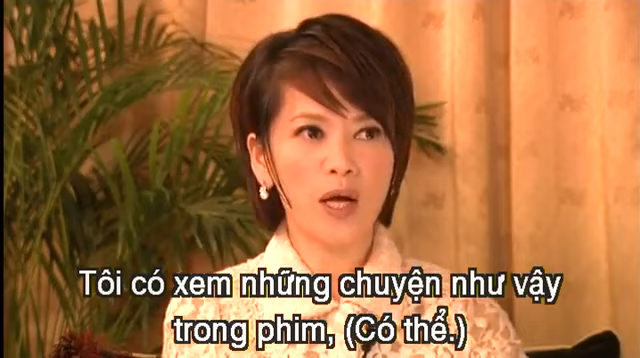 Tôi có xem những chuyện như vậy
trong phim, (Có thể.)